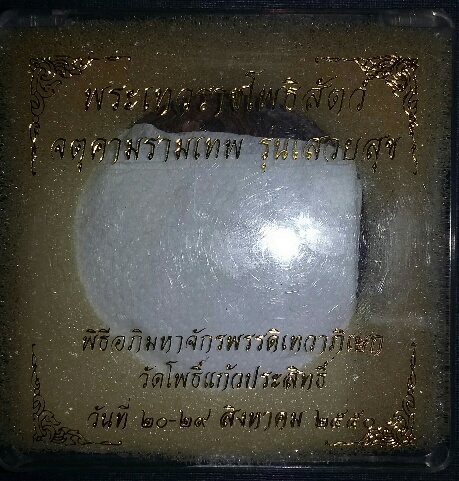 พระเทวราชโพธิสัตว์
จตุคามรามเทพ รุ่นเสวยสุข
พิธีอภิมหาจักรพรรดิเทวาภิเษก
วัดโพธิ์แก้วประสิทธิ์
วันที่ ๒๐-๒๙ สิงหาคม ๒๕๕๐